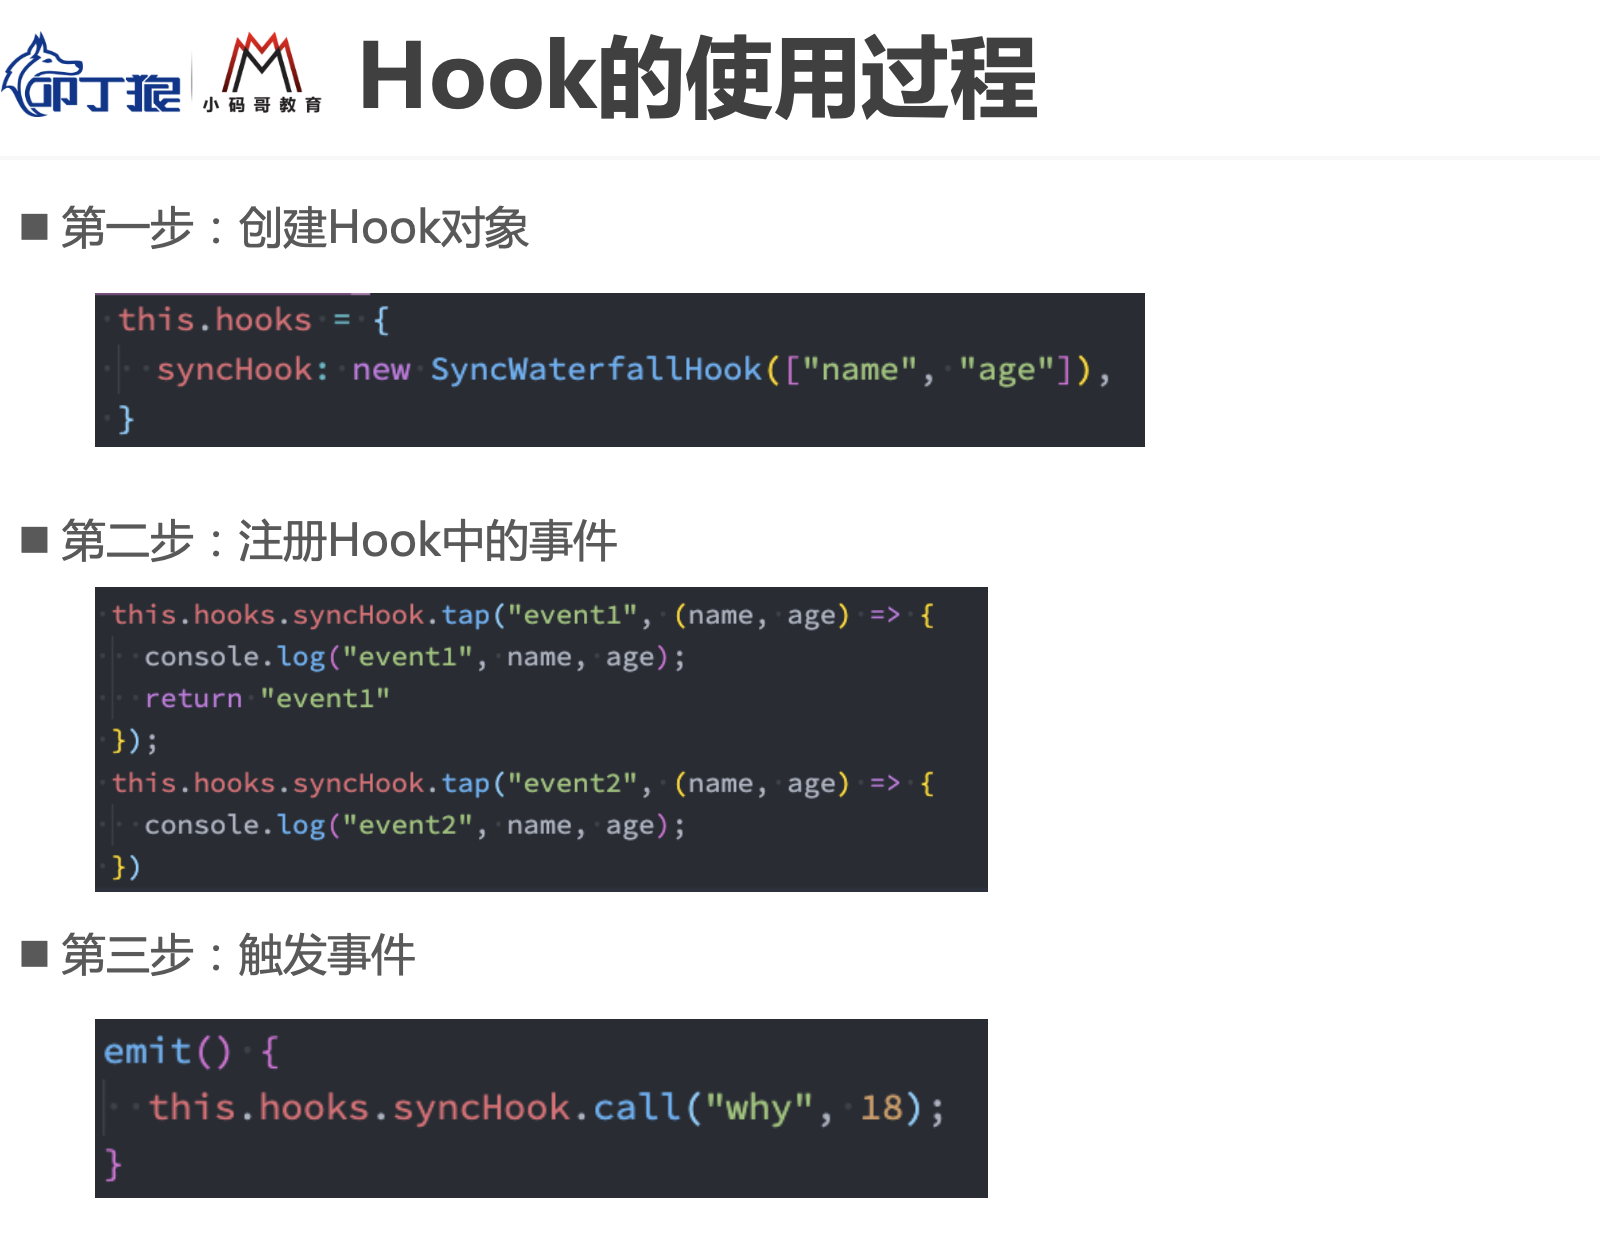 叩丁狼
小码哥教育
Hook的使用过程
第一步：创建Hook对象
this.hooks = {
syncHook: new SyncWaterfallHook(["name", "age"]),
}
第二步：注册Hook中的事件
this.hooks.syncHook.tap("event1", (name, age) => {
console.log("event1", name, age);
return "event1"
});
this.hooks.syncHook.tap("event2", (name, age) => {
console.log("event2", name, age);
})
第三步：触发事件
emit() {
this.hooks.syncHook.call("why", 18);
}